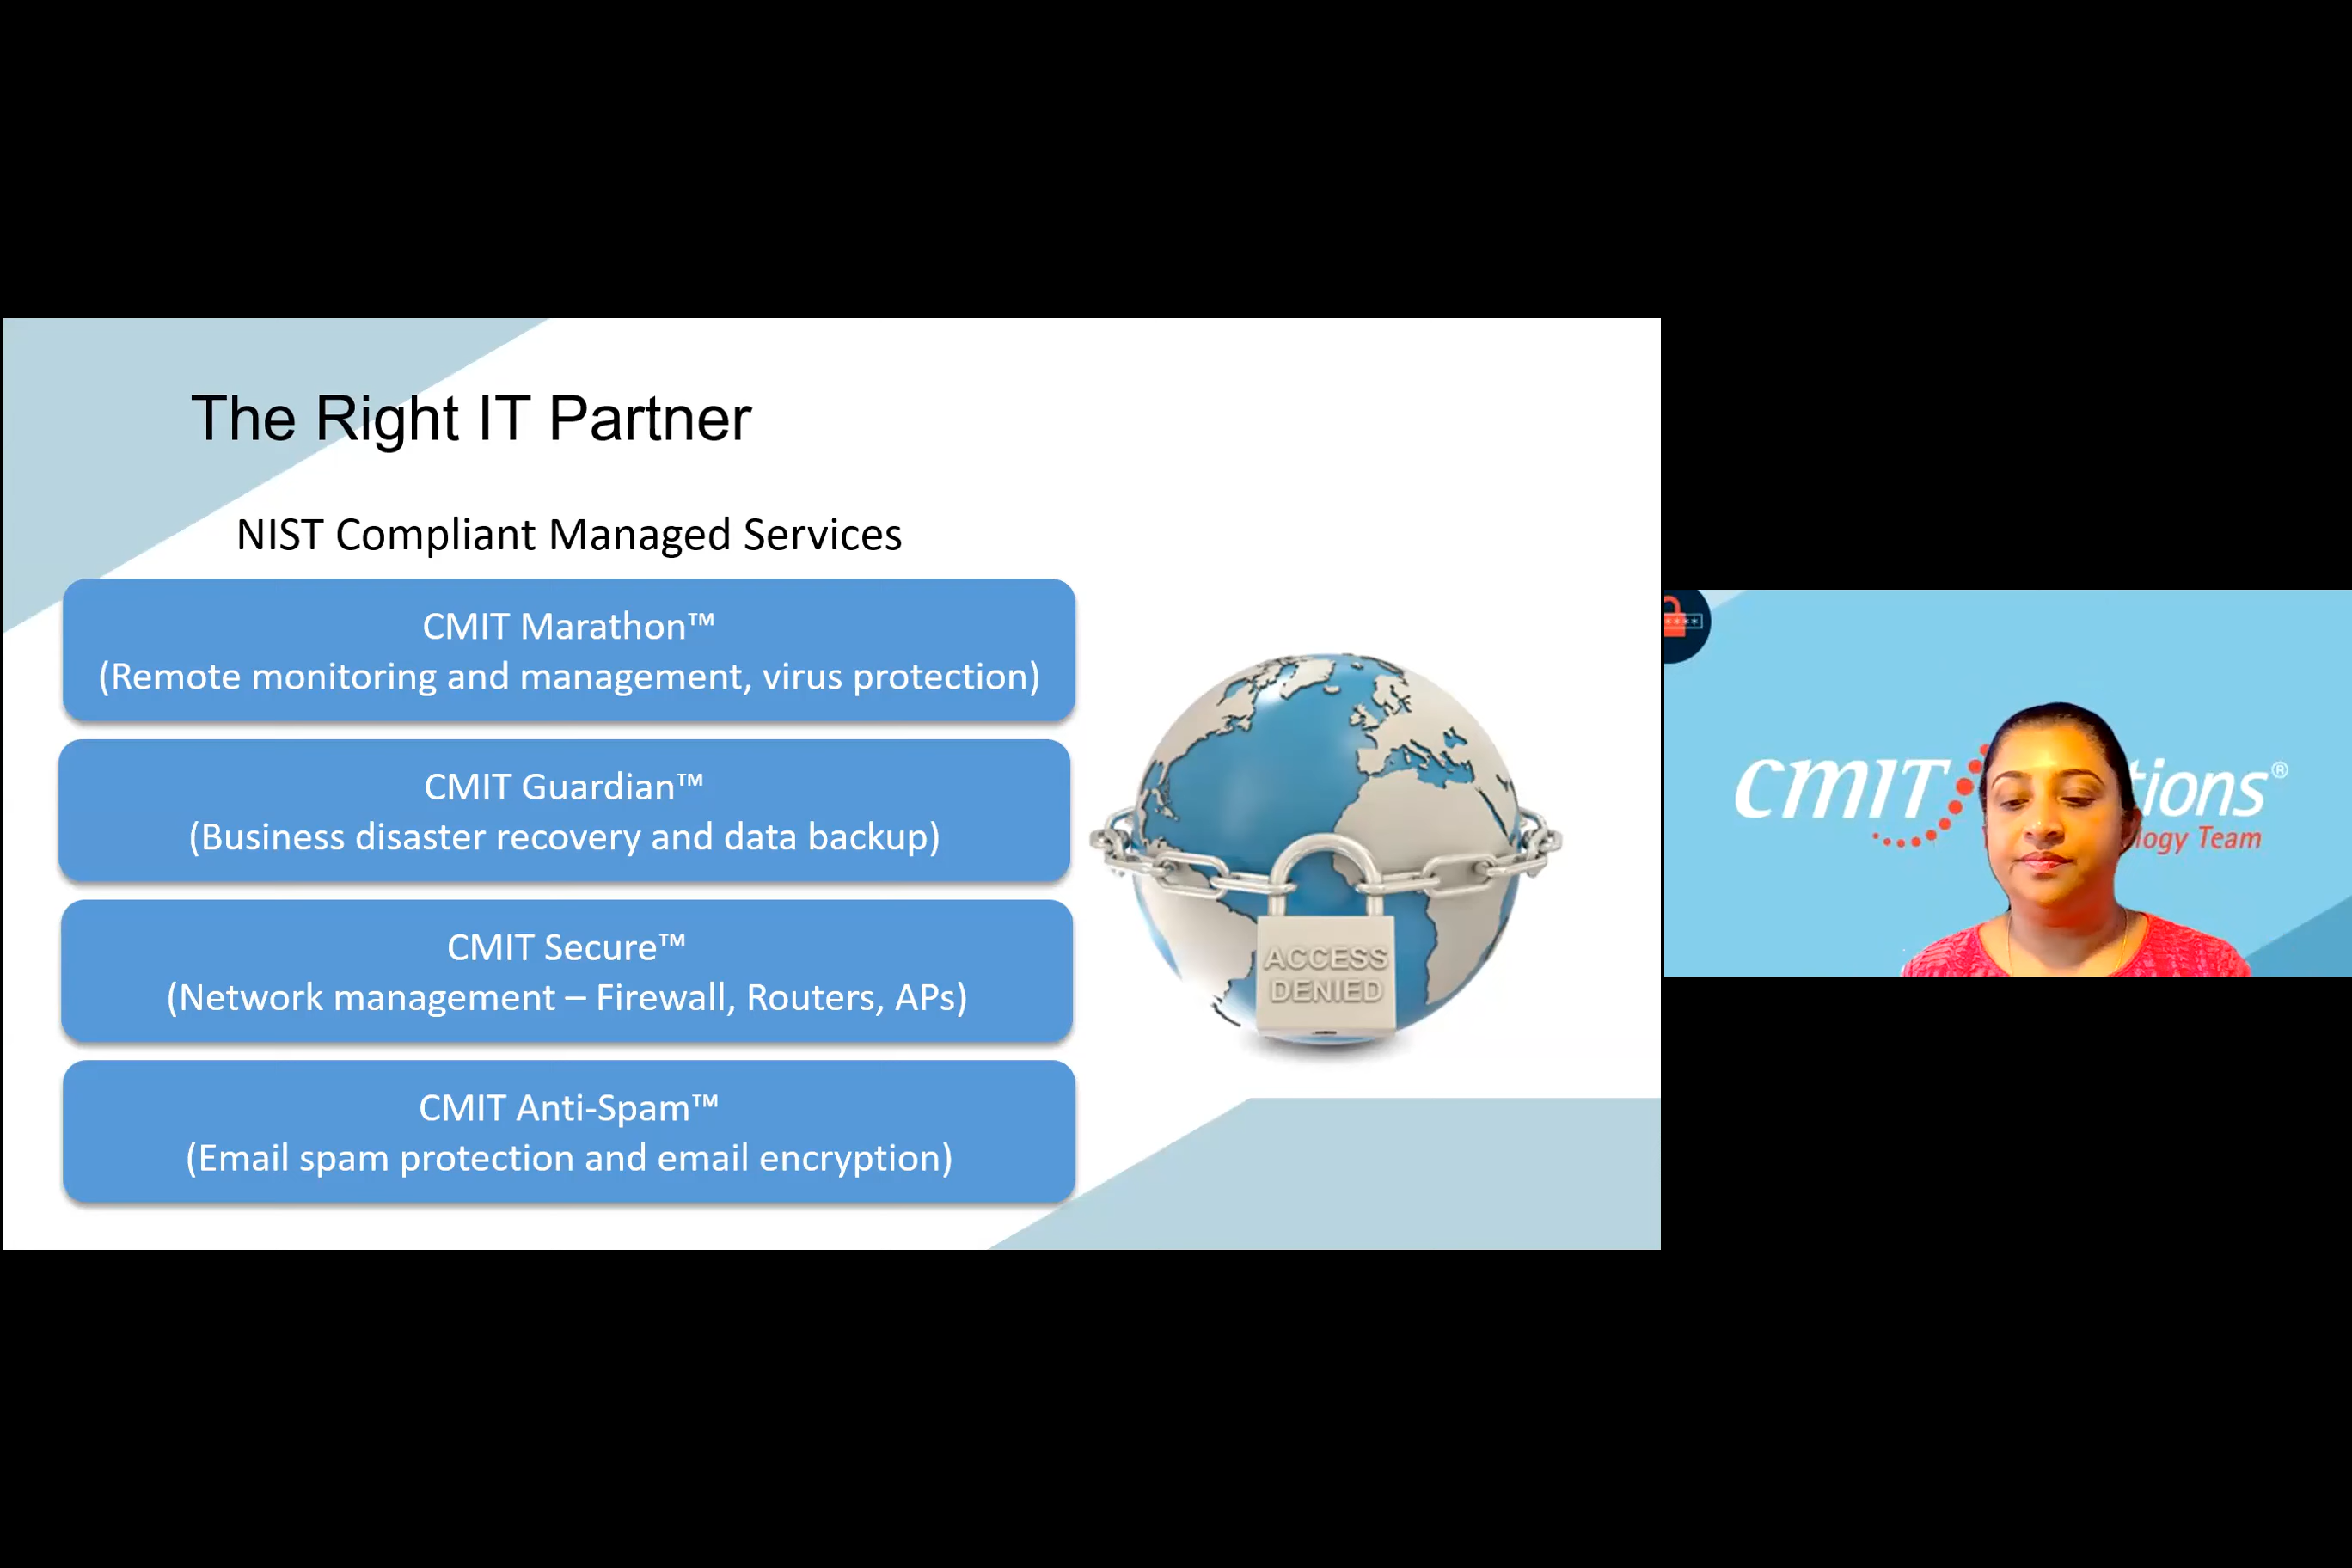 The Right IT Partner
NIST Compliant Managed Services
CMIT Marathon™
(Remote monitoring and management, virus protection)
CMIT Guardian™
(Business disaster recovery and data backup)
CMIT Secure™
(Network management – Firewall, Routers, APs)
CMIT Anti-Spam™
(Email spam protection and email encryption)
ACCESS
DENIED
****
CMIT tions®
logy Team